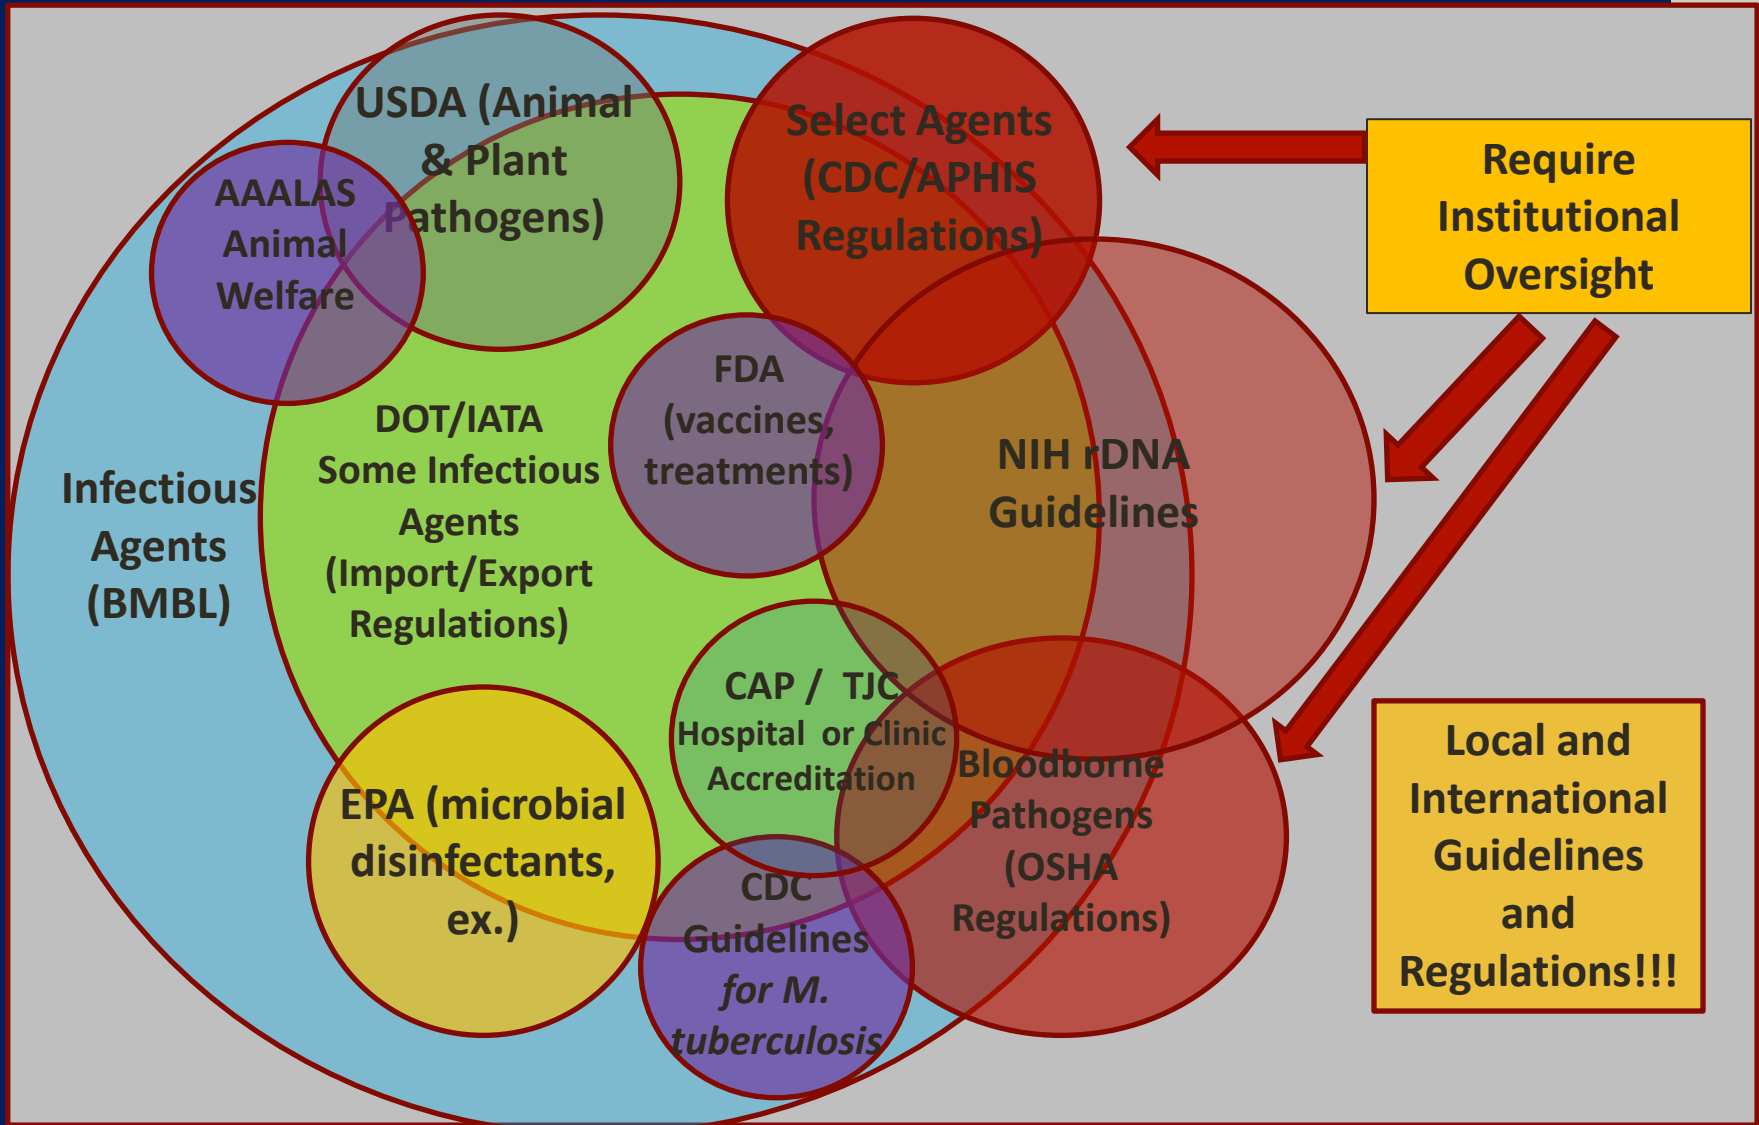 USDA (Animal
& Plant
Pathogens)
AAALAS
Animal
Welfare
Select Agents
(CDC/APHIS
Regulations)
Require
Institutional
Oversight
FDA
(vaccines,
treatments)
DOT/IATA
Some Infectious
Agents
(Import/Export
Regulations)
Infectious
Agents
(BMBL)
NIH rDNA
Guidelines
CAP / TJC
Hospital or Clinic
Accreditation
Bloodborne
Pathogens
(OSHA
Regulations)
EPA (microbial
disinfectants,
ex.)
CDC
Guidelines
for M.
tuberculosis
Local and
International
Guidelines
and
Regulations!!!